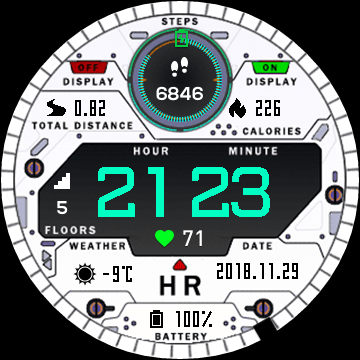 STEPS
6846
OFF
DISPLAY
ON
DISPLAY
0.82
TOTAL DISTANCE
226
CALORIES
HOUR MINUTE
21 23
5
FLOORS
71
WEATHER
-9°C
DATE
2018.11.29
HR
100%
BATTERY